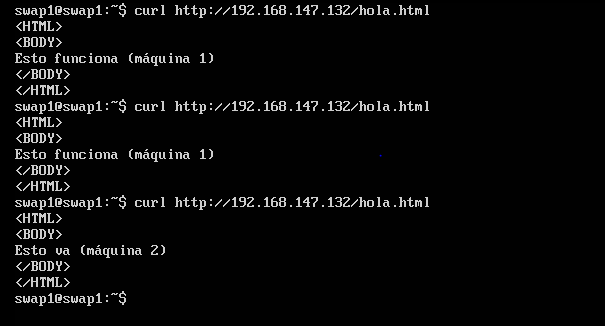 swap1@swap1:~$ curl http://192.168.147.132/hola.html
<HTML>
<BODY>
Esto funciona (máquina 1)
</BODY>
</HTML>
swap1@swap1:~$ curl http://192.168.147.132/hola.html
<HTML>
<BODY>
Esto funciona (máquina 1)
</BODY>
</HTML>
swap1@swap1:~$ curl http://192.168.147.132/hola.html
<HTML>
<BODY>
Esto va (máquina 2)
</BODY>
</HTML>
swap1@swap1:~$